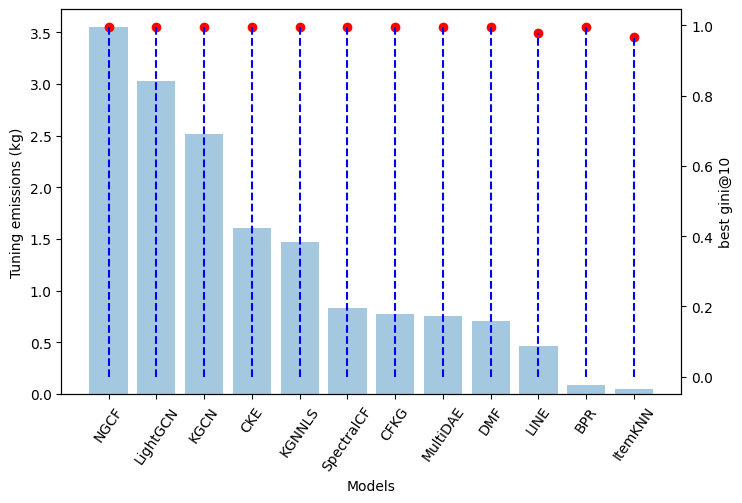 3.5
3.0
2.5
2.0
1.5
1.0
0.5
0.0
Tuning emissions (kg)
1.0
0.8
0.6
0.4
0.2
0.0
best gini@10
NGCF
LightGCN
KGCN
CKE
KGNNLS
SpectralCF
CFKG
MultiDAE
DMF
LINE
BPR
ItemKNN
Models